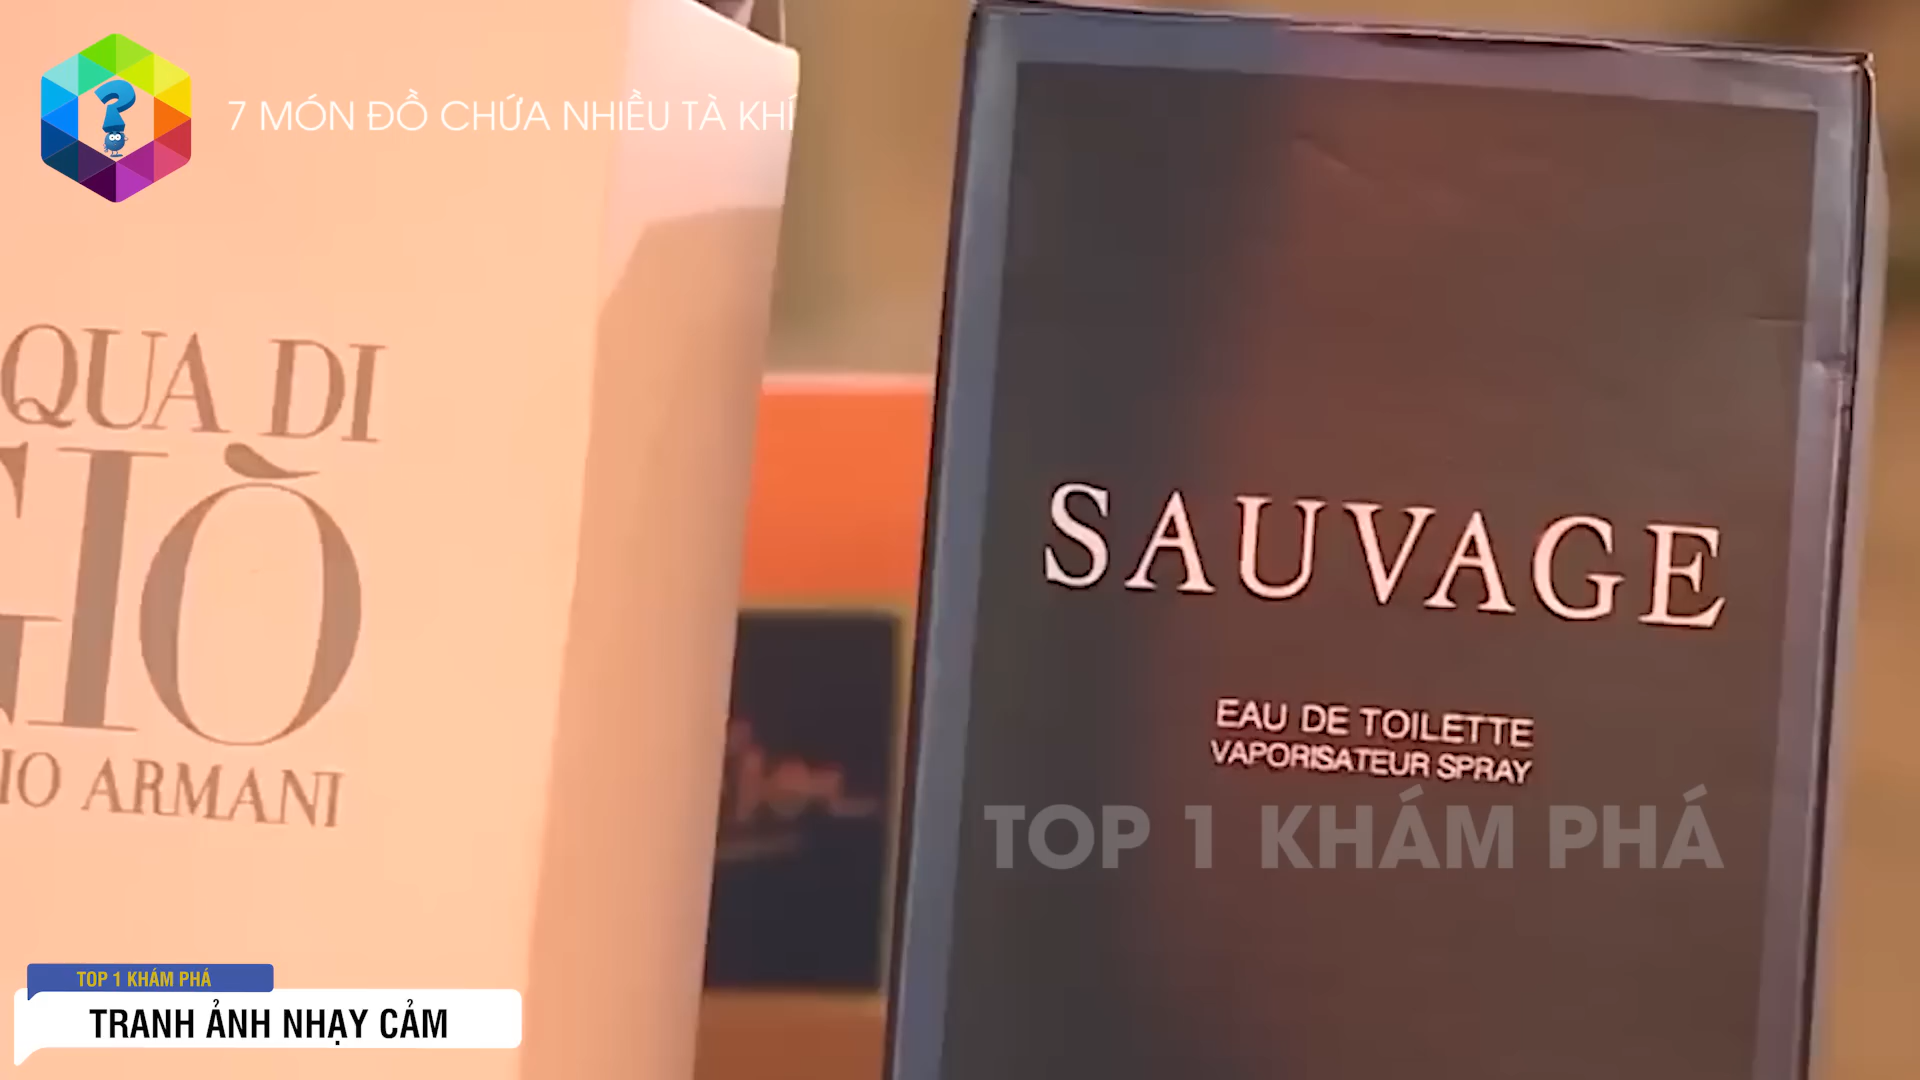 7 MÓN ĐỒ CHỨA NHIỀU TÀ KHÍ
QUA DI
GIÒ
IO ARMANI
SAUVAGE
EAU DE TOILETTE
VAPORISATEUR SPRAY
TOP 1 KHÁM PHÁ
TOP 1 KHÁM PHÁ
TRANH ẢNH NHẠY CẢM